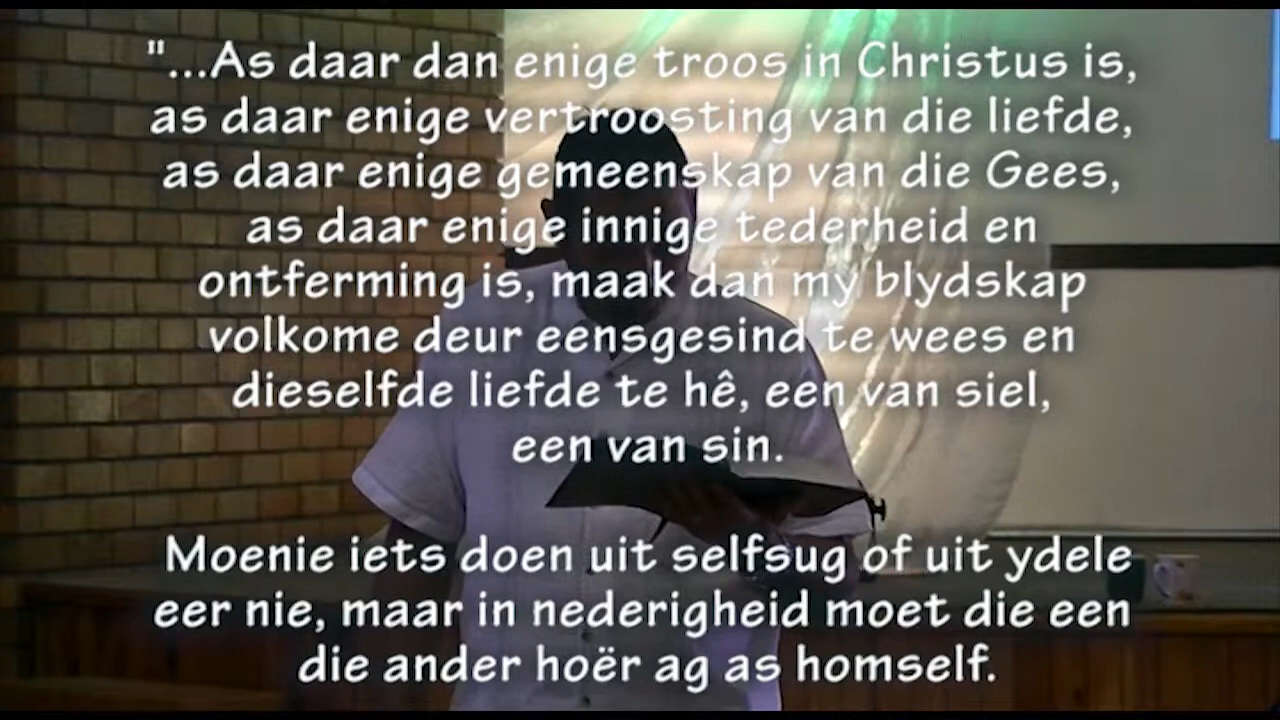 "...As daar dan enige troos in Christus is,
as daar enige vertroosting van die liefde,
as daar enige gemeenskap van die Gees,
as daar enige innige tederheid en
ontferming is, maak dan my blydskap
volkome deur eensgesind te wees en
dieselfde liefde te hê, een van siel,
een van sin.
Moenie iets doen uit selfsug of uit ydele
eer nie, maar in nederigheid moet die een
die ander hoër ag as homself.